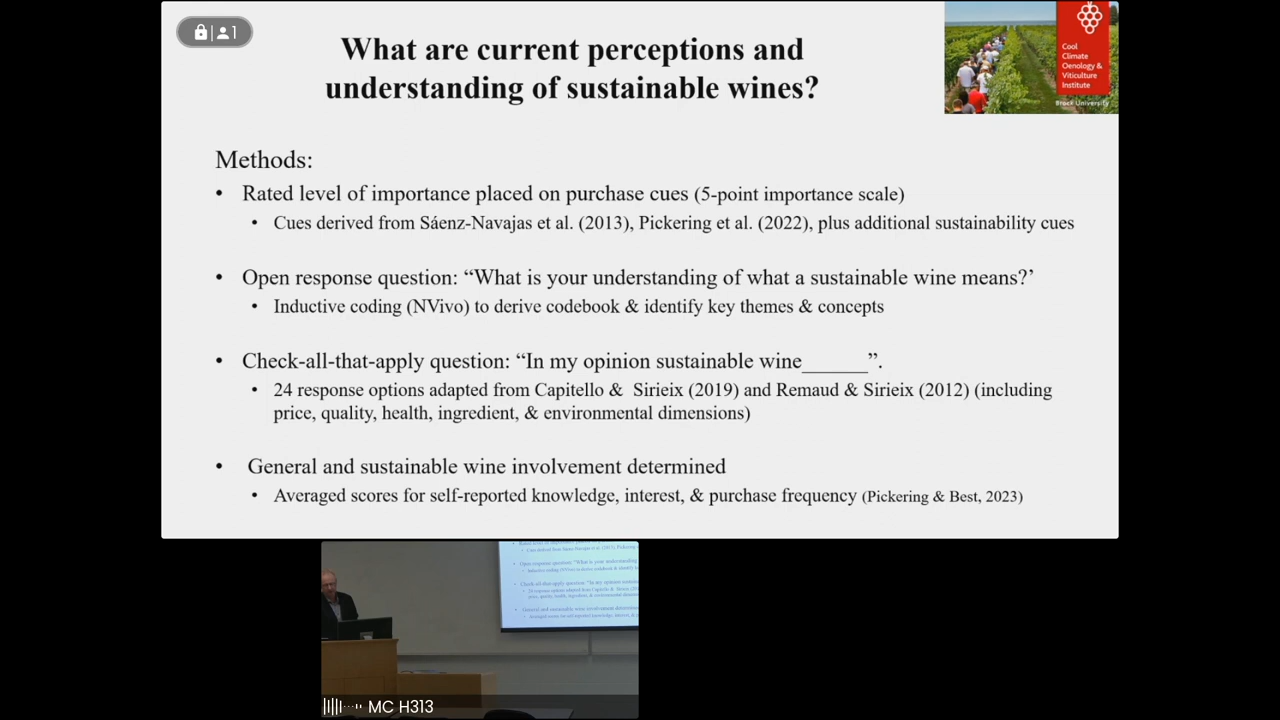 1
What are current perceptions and
understanding of sustainable wines?
Cool
Climate
Oenology &
Viticulture
Institute
Brock University
Methods:
• Rated level of importance placed on purchase cues (5-point importance scale)
• Cues derived from Sáenz-Navajas et al. (2013), Pickering et al. (2022), plus additional sustainability cues
• Open response question: “What is your understanding of what a sustainable wine means?’
• Inductive coding (NVivo) to derive codebook & identify key themes & concepts
• Check-all-that-apply question: “In my opinion sustainable wine______”.
• 24 response options adapted from Capitello & Sirieix (2019) and Remaud & Sirieix (2012) (including
price, quality, health, ingredient, & environmental dimensions)
• General and sustainable wine involvement determined
• Averaged scores for self-reported knowledge, interest, & purchase frequency (Pickering & Best, 2023)
MC H313